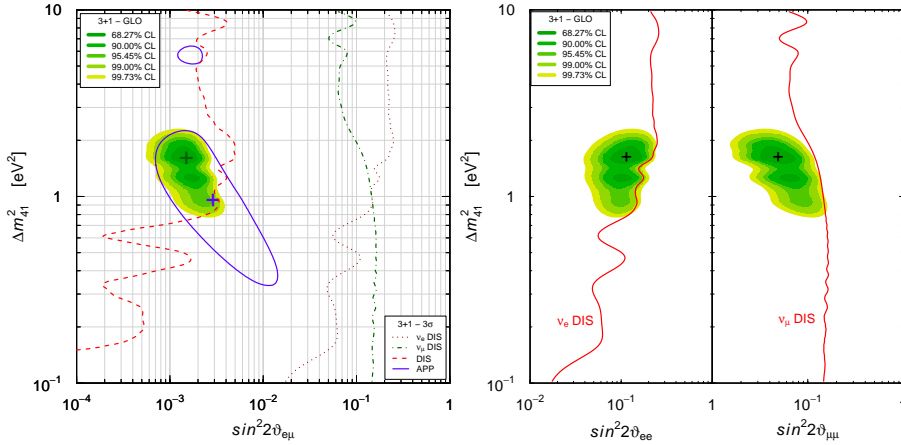 3+1 − GLO
68.27% CL
90.00% CL
95.45% CL
99.00% CL
99.73% CL
3+1 − 3σ
νe DIS
νμ DIS
DIS
APP
Δm²41 [eV²]
10
1
10⁻¹
10⁻⁴ 10⁻³ 10⁻² 10⁻¹ 1
sin²2ϑeμ
3+1 − GLO
68.27% CL
90.00% CL
95.45% CL
99.00% CL
99.73% CL
νe DIS
νμ DIS
Δm²41 [eV²]
10
1
10⁻¹
10⁻¹ 1 10⁻¹ 1
sin²2ϑee sin²2ϑμμ